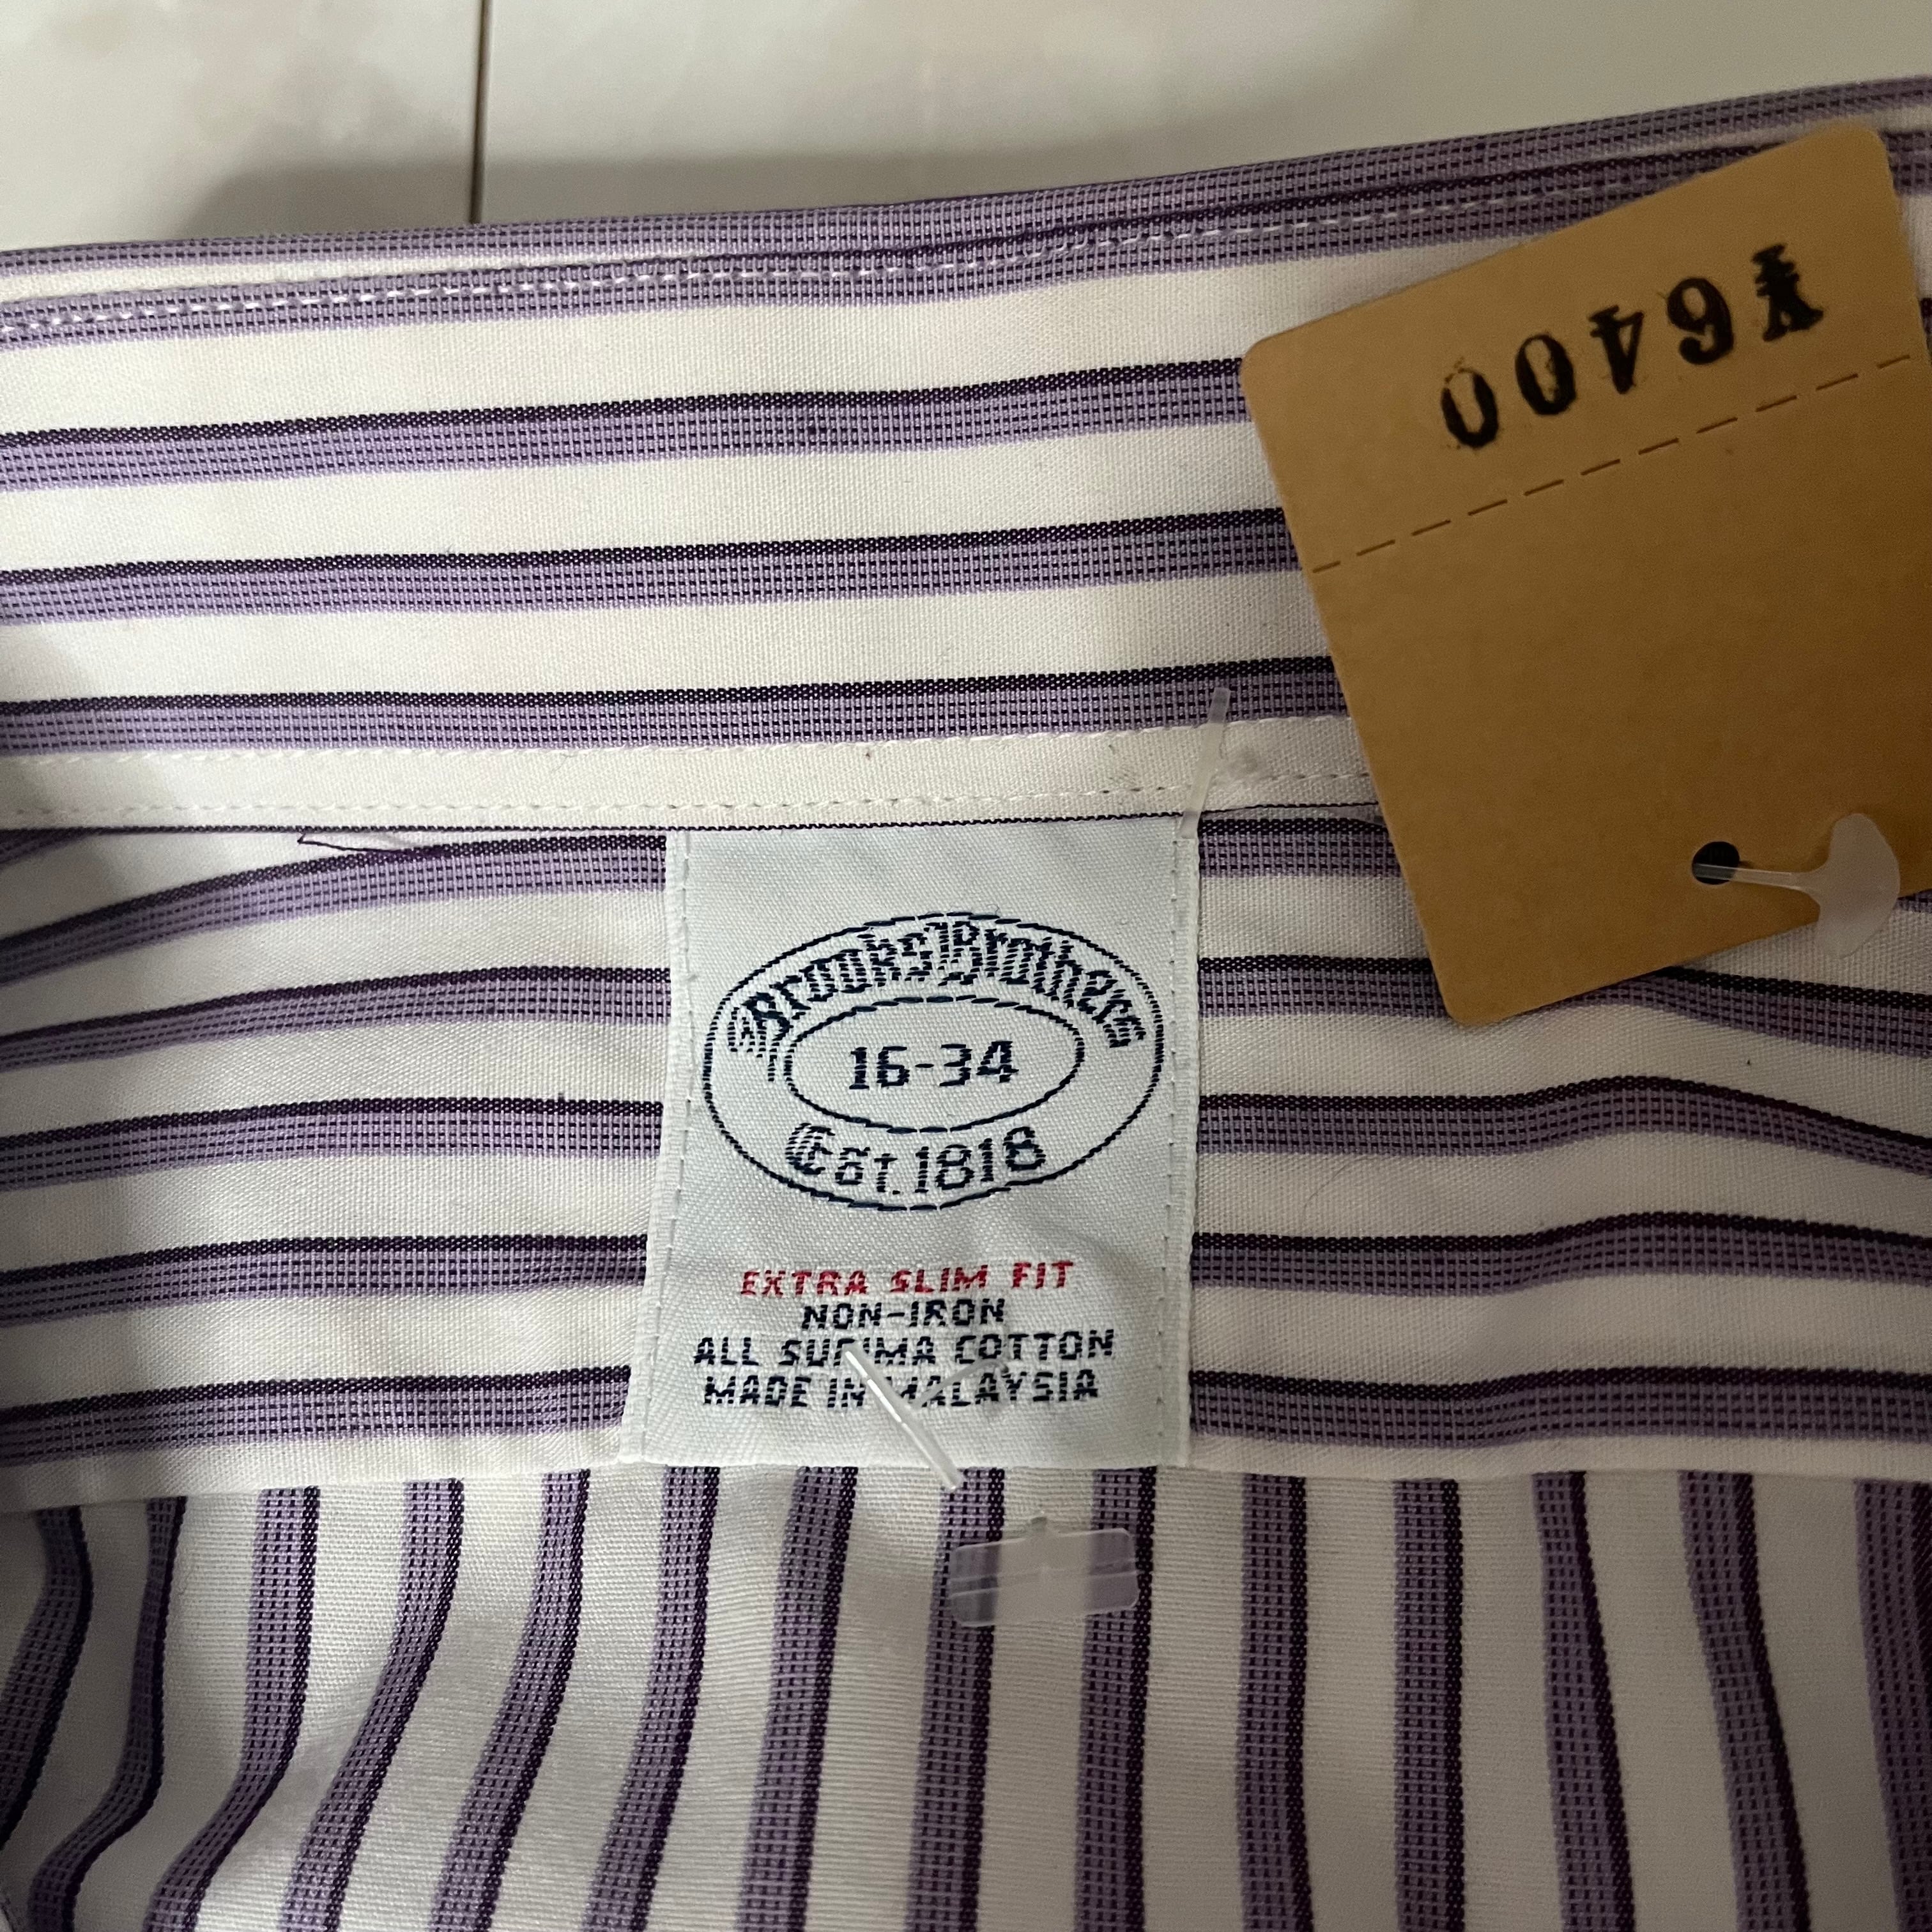 ¥6400
Brooks Brothers
16-34
Est. 1818
EXTRA SLIM FIT
NON-IRON
ALL SUPIMA COTTON
MADE IN MALAYSIA